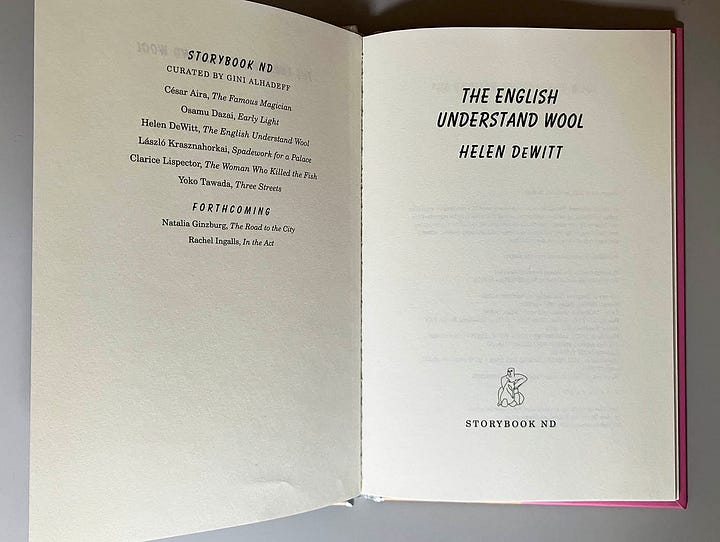 STORYBOOK ND
CURATED BY GINI ALHADEFF
César Aira, The Famous Magician
Osamu Dazai, Early Light
Helen DeWitt, The English Understand Wool
László Krasznahorkai, Spadework for a Palace
Clarice Lispector, The Woman Who Killed the Fish
Yoko Tawada, Three Streets
FORTHCOMING
Natalia Ginzburg, The Road to the City
Rachel Ingalls, In the Act
THE ENGLISH
UNDERSTAND WOOL
HELEN DEWITT
STORYBOOK ND